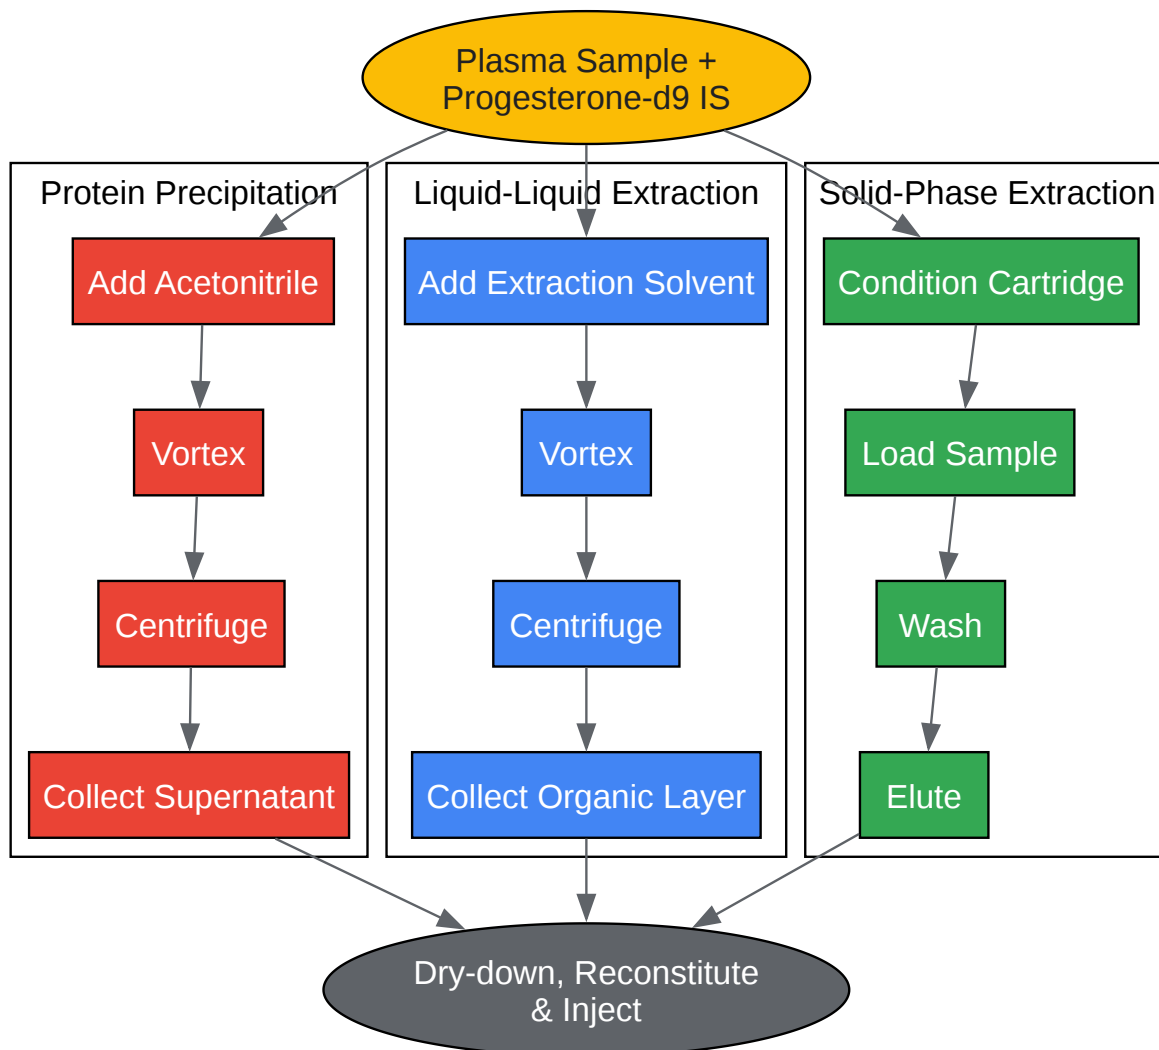 Plasma Sample +
Progesterone-d9 IS
Protein Precipitation
Add Acetonitrile
Vortex
Centrifuge
Collect Supernatant
Liquid-Liquid Extraction
Add Extraction Solvent
Vortex
Centrifuge
Collect Organic Layer
Solid-Phase Extraction
Condition Cartridge
Load Sample
Wash
Elute
Dry-down, Reconstitute
& Inject